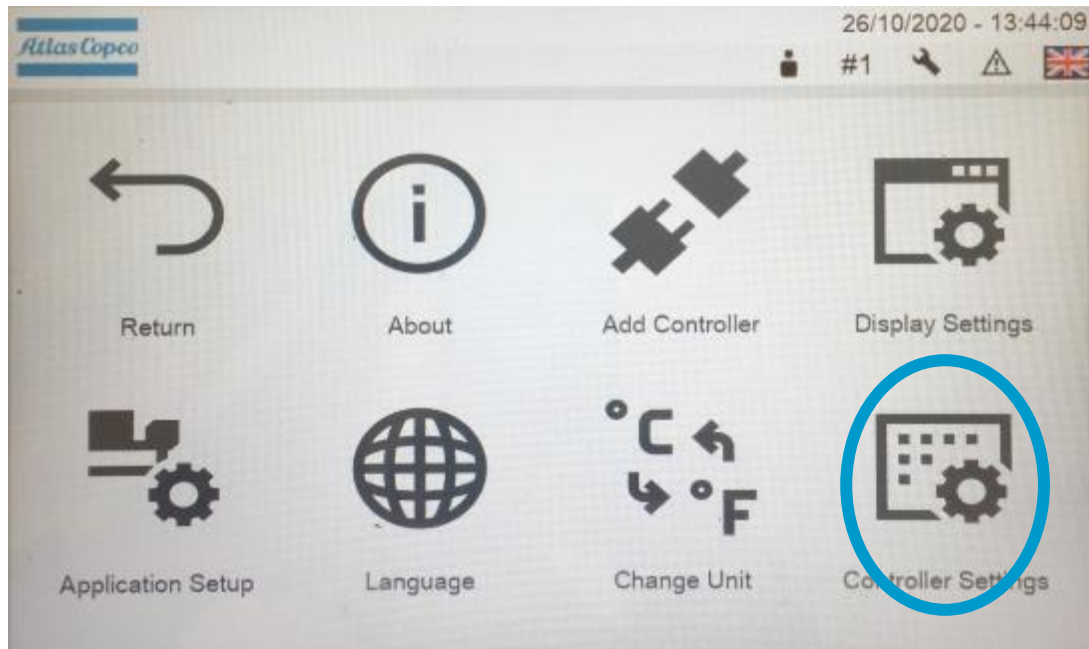 Atlas Copco
26/10/2020 - 13:44:09
#1
i
Return
About
Add Controller
Display Settings
°C
°F
Application Setup
Language
Change Unit
Controller Settings